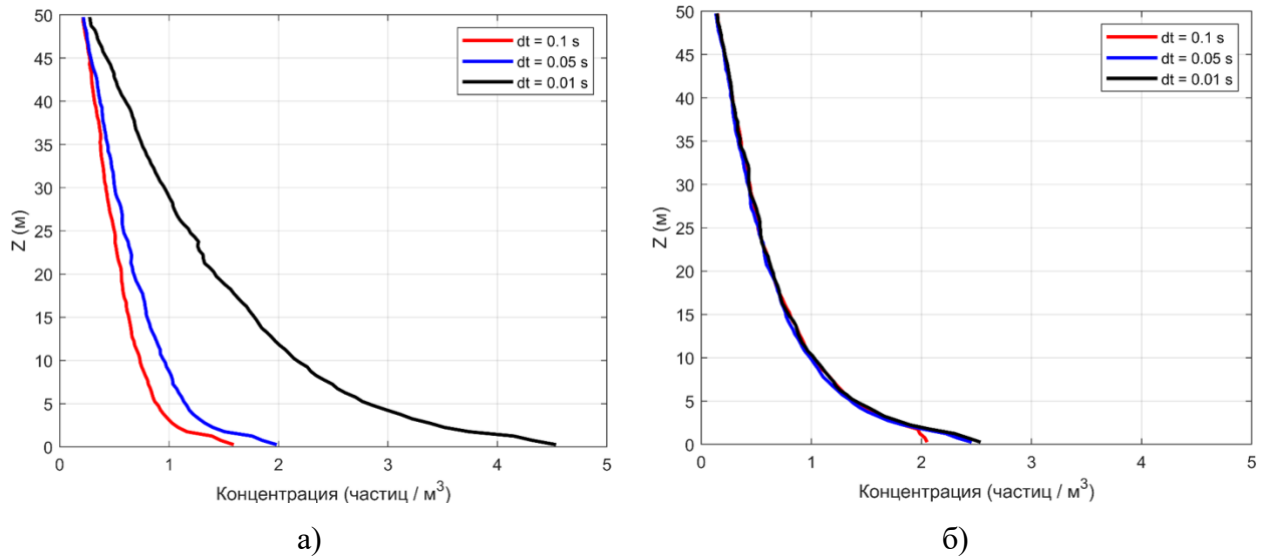 50
45
40
35
30
25
20
15
10
5
0
Z (м)
0 1 2 3 4 5
Концентрация (частиц / м³)
dt = 0.1 s
dt = 0.05 s
dt = 0.01 s
а)
50
45
40
35
30
25
20
15
10
5
0
Z (м)
0 1 2 3 4 5
Концентрация (частиц / м³)
dt = 0.1 s
dt = 0.05 s
dt = 0.01 s
б)